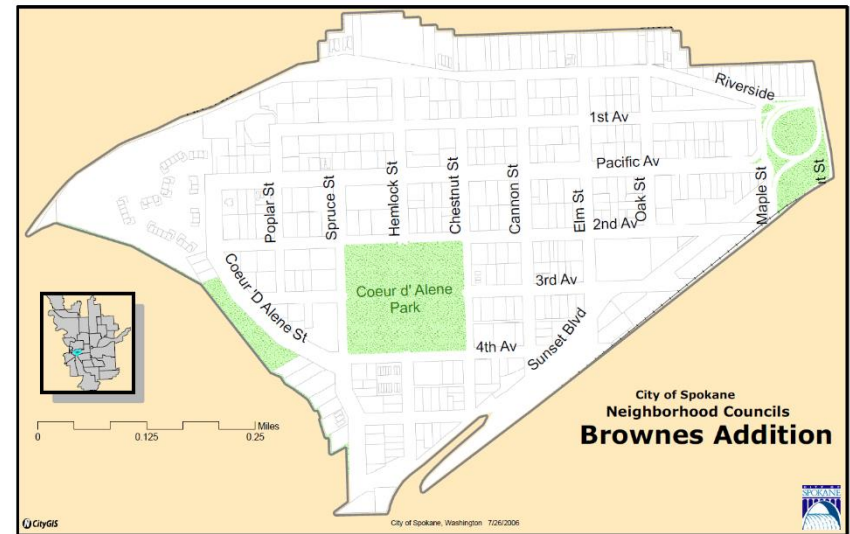 Riverside
1st Av
Pacific Av
Poplar St
Spruce St
Hemlock St
Chestnut St
Cannon St
Elm St
Oak St
Maple St
St
2nd Av
Coeur 'D Alene St
Coeur d' Alene
Park
3rd Av
4th Av
Sunset Blvd
Miles
0
0.125
0.25
City of Spokane
Neighborhood Councils
Brownes Addition
CityGIS
City of Spokane, Washington 7/26/2006
CITY OF
SPOKANE